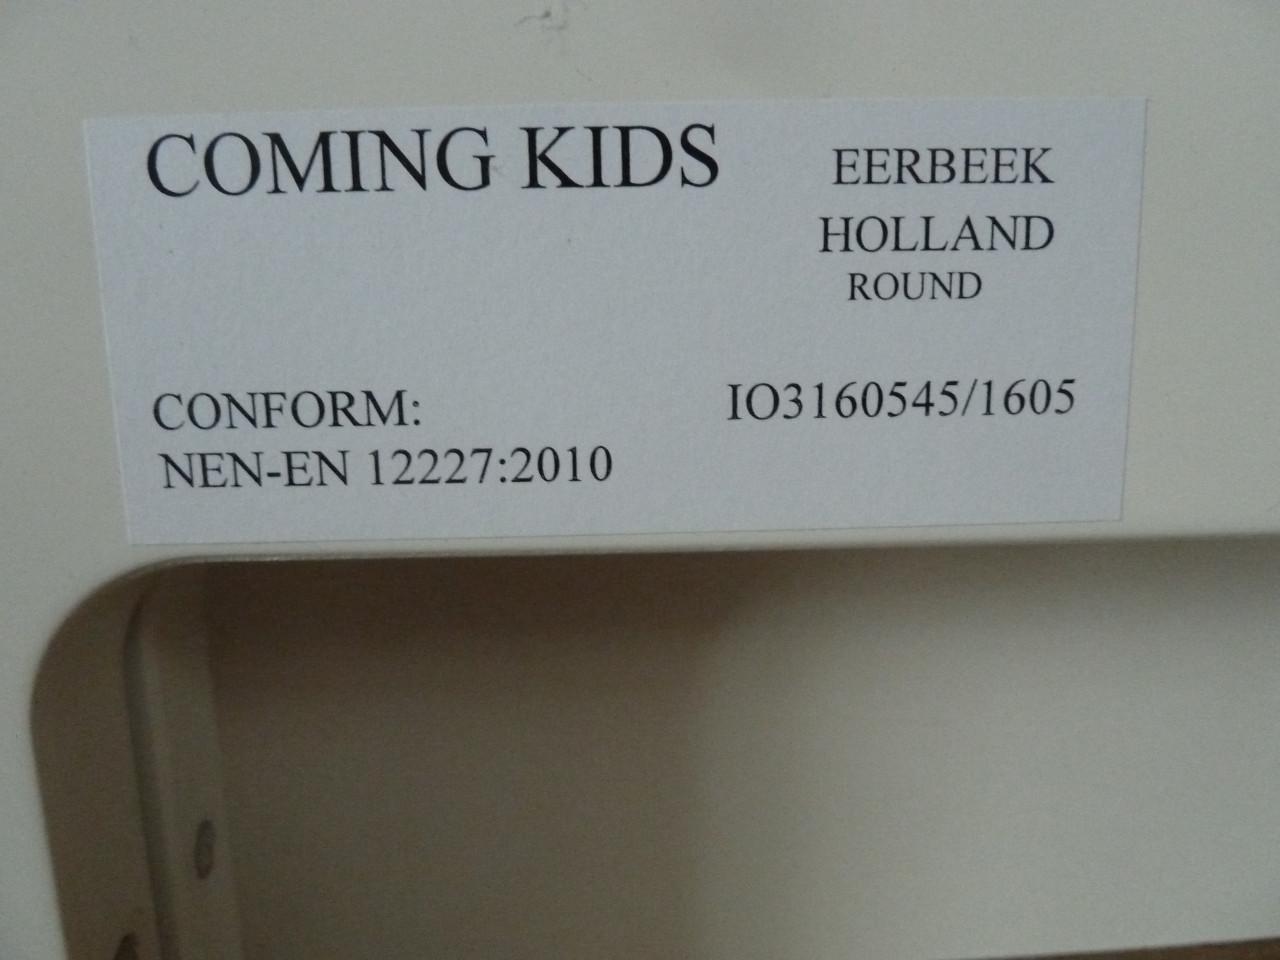 COMING KIDS
EERBEEK
HOLLAND
ROUND
CONFORM:
IO3160545/1605
NEN-EN 12227:2010